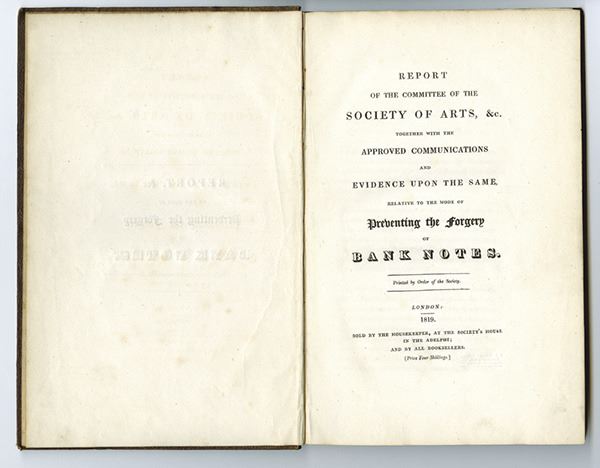 REPORT
OF THE COMMITTEE OF THE
SOCIETY OF ARTS, &c.
TOGETHER WITH THE
APPROVED COMMUNICATIONS
AND
EVIDENCE UPON THE SAME,
RELATIVE TO THE MODE OF
Preventing the Forgery
OF
BANK NOTES.
Printed by Order of the Society.
LONDON:
1819.
SOLD BY THE HOUSEKEEPER, AT THE SOCIETY'S HOUSE
IN THE ADELPHI;
AND BY ALL BOOKSELLERS.
[Price Four Shillings.]